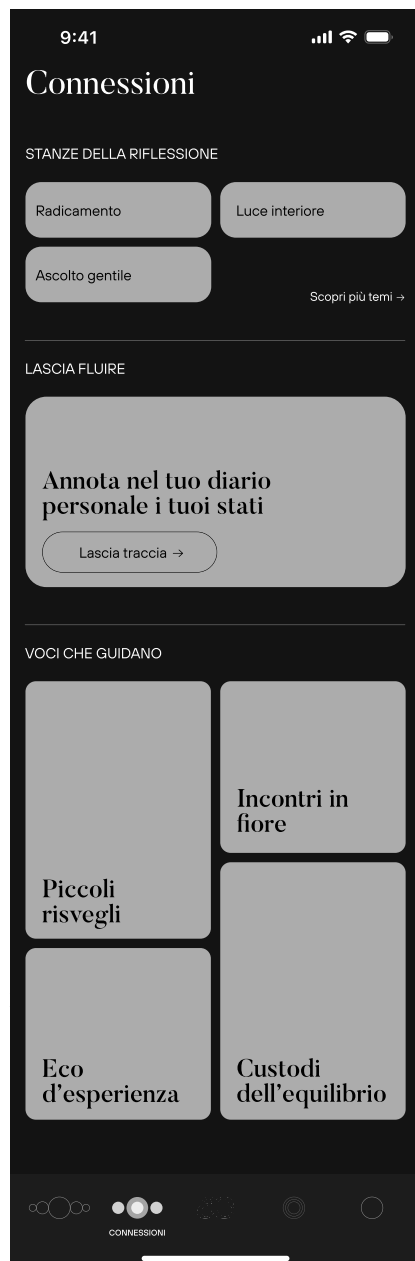 9:41
Connessioni
STANZE DELLA RIFLESSIONE
Radicamento
Luce interiore
Ascolto gentile
Scopri più temi →
LASCIA FLUIRE
Annota nel tuo diario
personale i tuoi stati
Lascia traccia →
VOCI CHE GUIDANO
Piccoli
risvegli
Incontri in
fiore
Eco
d’esperienza
Custodi
dell’equilibrio
CONNESSIONI